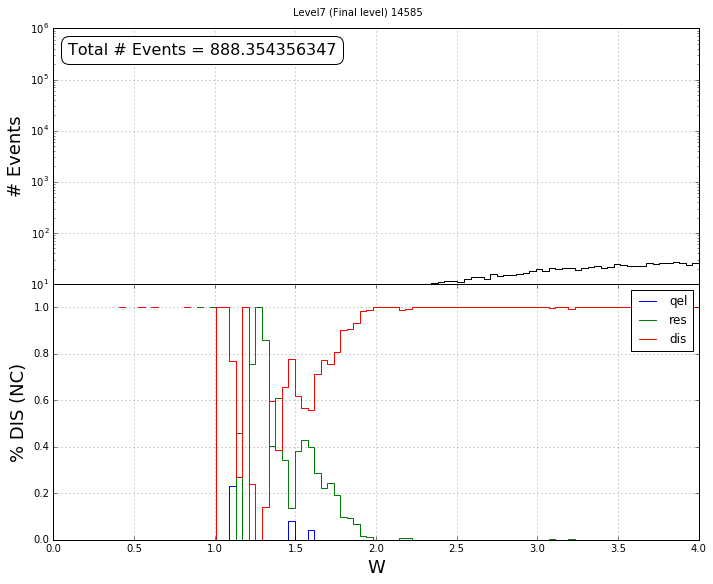 Level7 (Final level) 14585
10^6
Total # Events = 888.354356347
10^5
10^4
# Events
10^3
10^2
10^1
1.0
qel
res
dis
0.8
% DIS (NC)
0.6
0.4
0.2
0.0
0.0 0.5 1.0 1.5 2.0 2.5 3.0 3.5 4.0
W